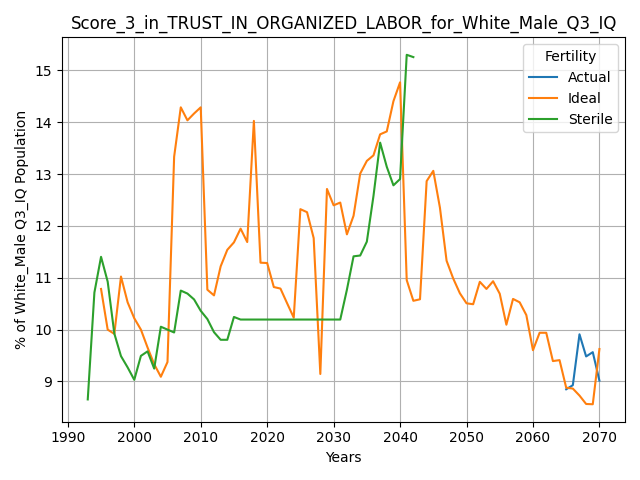 Score_3_in_TRUST_IN_ORGANIZED_LABOR_for_White_Male_Q3_IQ
% of White_Male Q3_IQ Population
15
14
13
12
11
10
9
Fertility
Actual
Ideal
Sterile
1990 2000 2010 2020 2030 2040 2050 2060 2070
Years